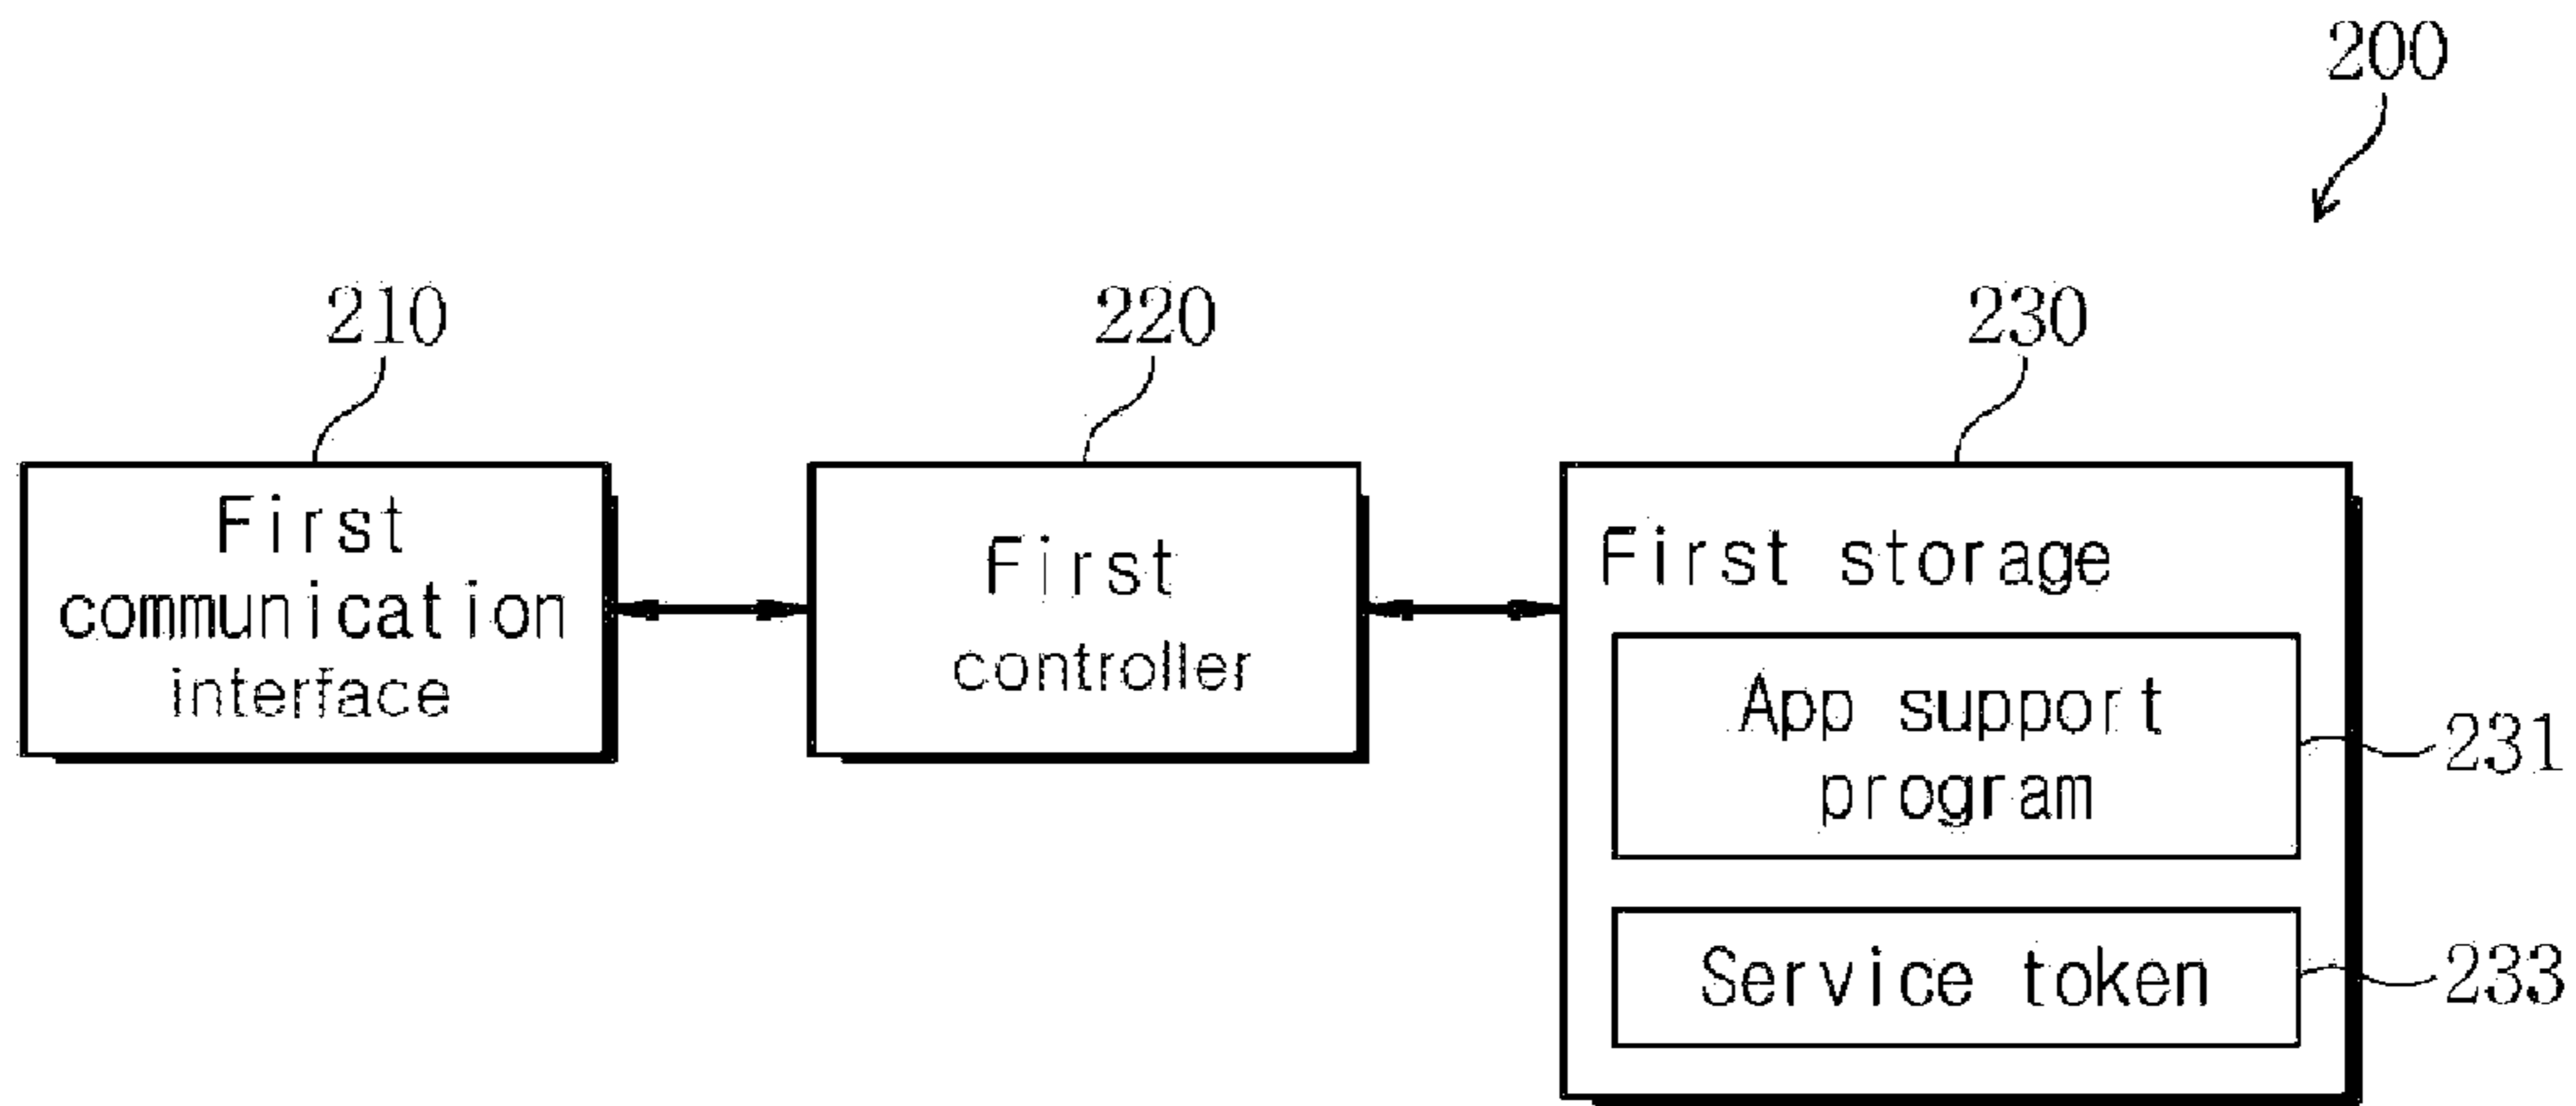 200
210
220
230
First
communication
interface
First
controller
First storage
App support
program
231
Service token
233